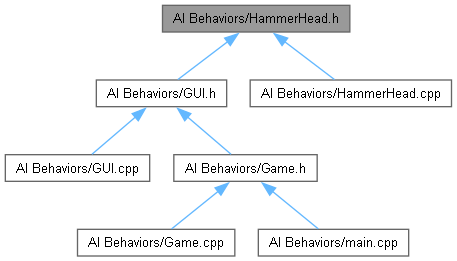 AI Behaviors/HammerHead.h
AI Behaviors/GUI.h
AI Behaviors/HammerHead.cpp
AI Behaviors/GUI.cpp
AI Behaviors/Game.h
AI Behaviors/Game.cpp
AI Behaviors/main.cpp